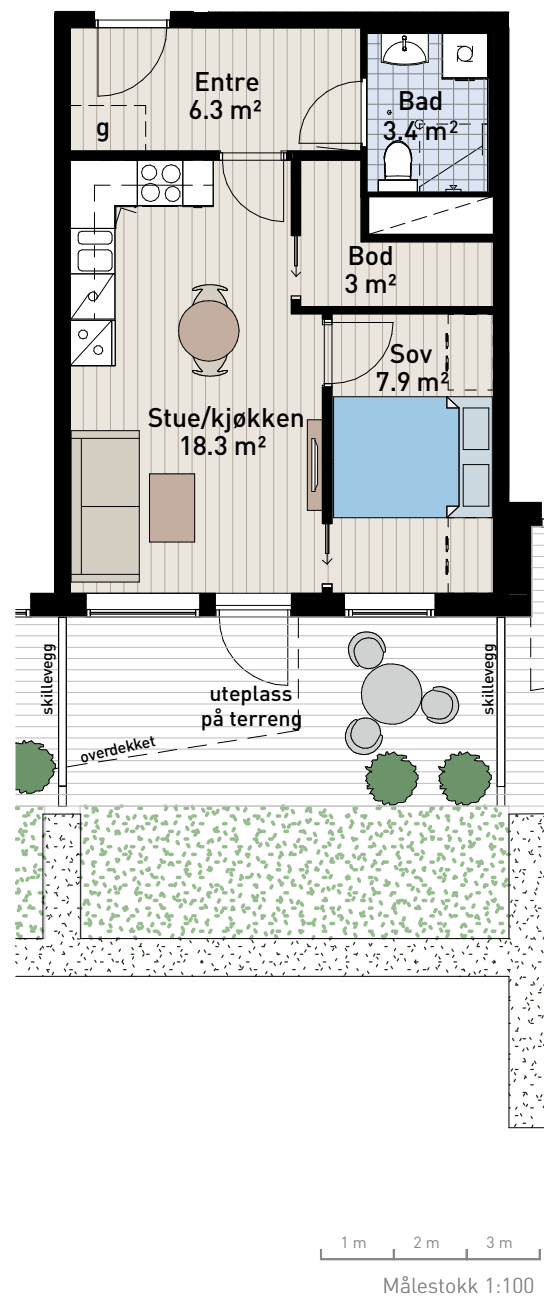 Entre
6.3 m²
g
Bad
3.4 m²
Bod
3 m²
Sov
7.9 m²
Stue/kjøkken
18.3 m²
skillevegg
skillevegg
uteplass
på terreng
overdekket
1 m 2 m 3 m
Målestokk 1:100